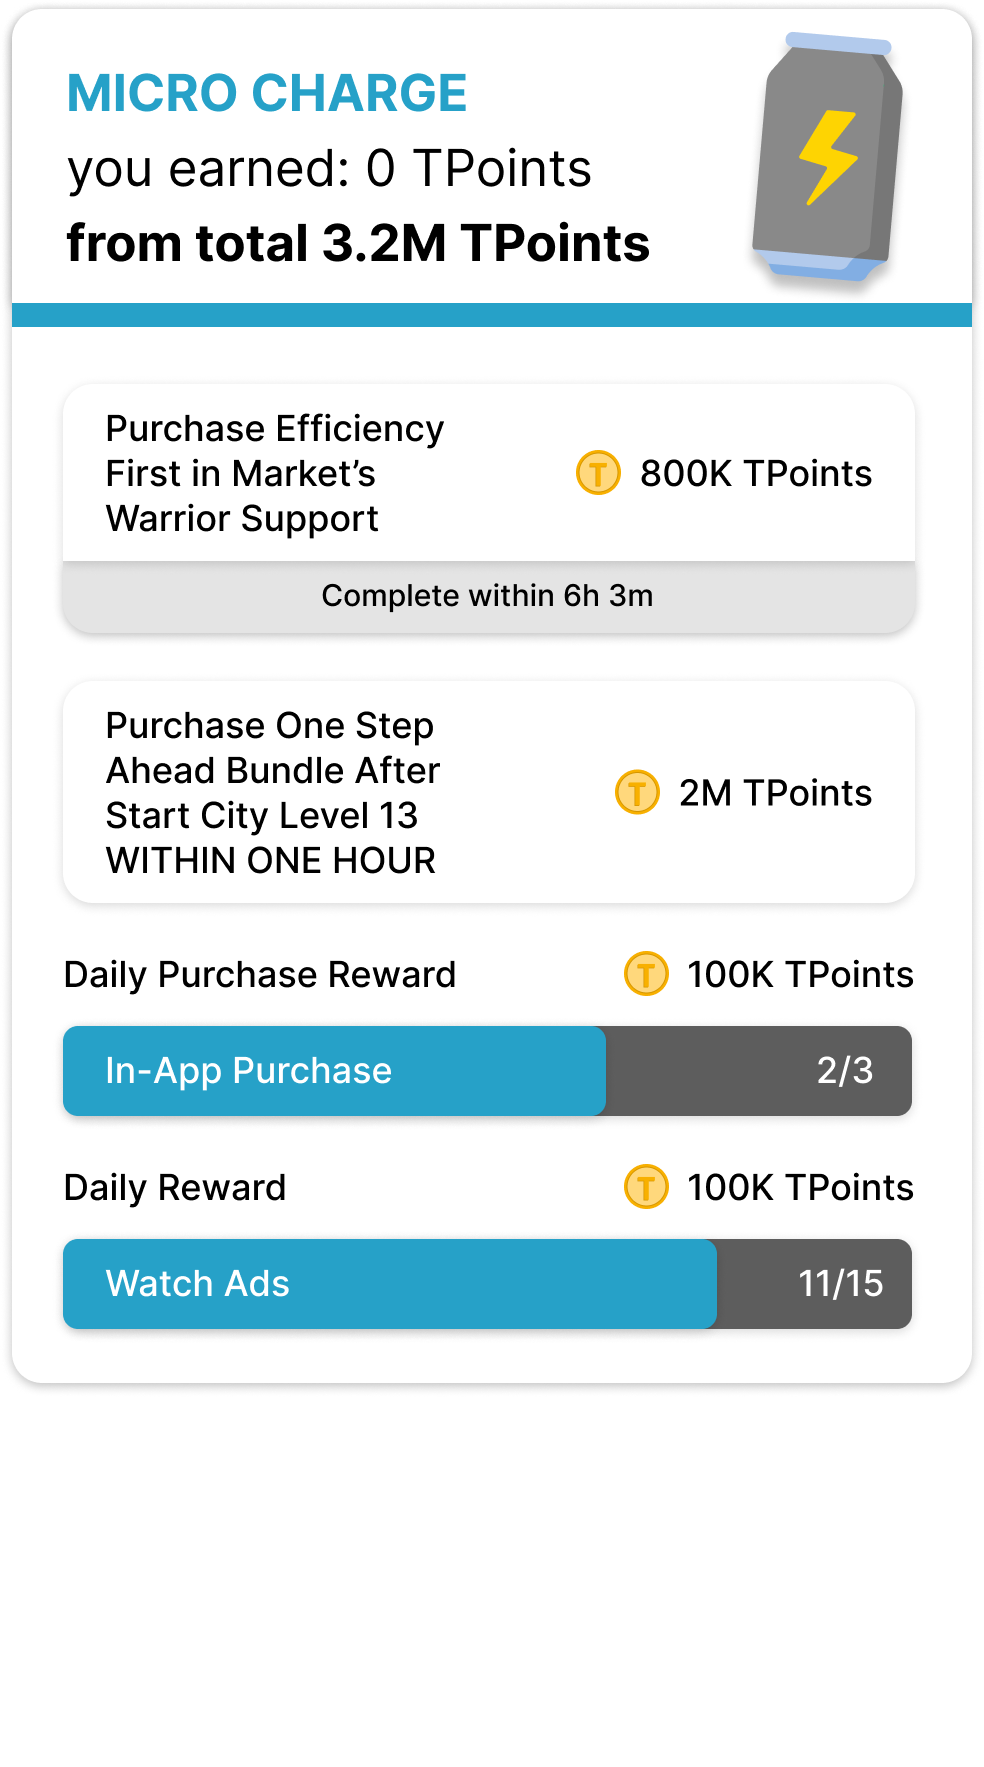 MICRO CHARGE
you earned: 0 TPoints
from total 3.2M TPoints
Purchase Efficiency
First in Market’s
Warrior Support
T 800K TPoints
Complete within 6h 3m
Purchase One Step
Ahead Bundle After
Start City Level 13
WITHIN ONE HOUR
T 2M TPoints
Daily Purchase Reward T 100K TPoints
In-App Purchase 2/3
Daily Reward T 100K TPoints
Watch Ads 11/15